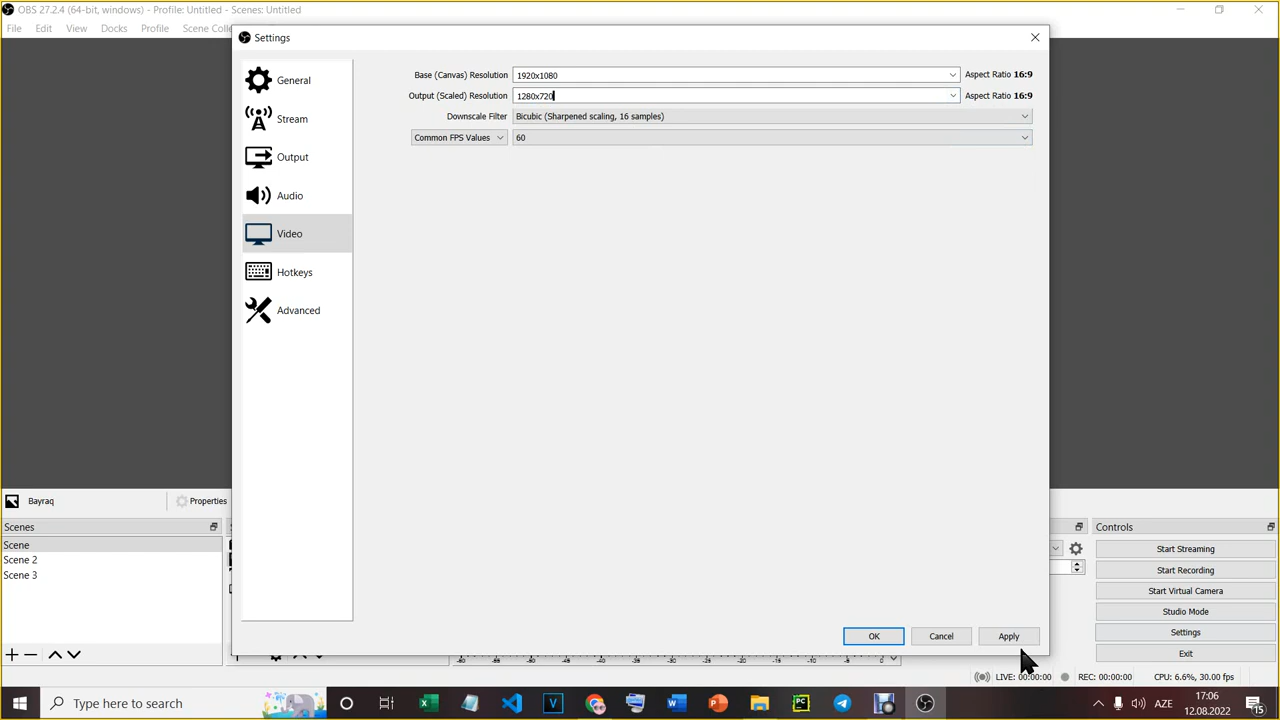 OBS 27.2.4 (64-bit, windows) - Profile: Untitled - Scenes: Untitled
File Edit View Docks Profile Scene Coll
Settings
General
Stream
Output
Audio
Video
Hotkeys
Advanced
Base (Canvas) Resolution 1920x1080 Aspect Ratio 16:9
Output (Scaled) Resolution 1280x720 Aspect Ratio 16:9
Downscale Filter Bicubic (Sharpened scaling, 16 samples)
Common FPS Values 60
OK Cancel Apply
Bayraq Properties
Scenes
Scene
Scene 2
Scene 3
Controls
Start Streaming
Start Recording
Start Virtual Camera
Studio Mode
Settings
Exit
LIVE: 00:00:00 REC: 00:00:00 CPU: 6.6%, 30.00 fps
Type here to search
AZE
17:06
12.08.2022
15